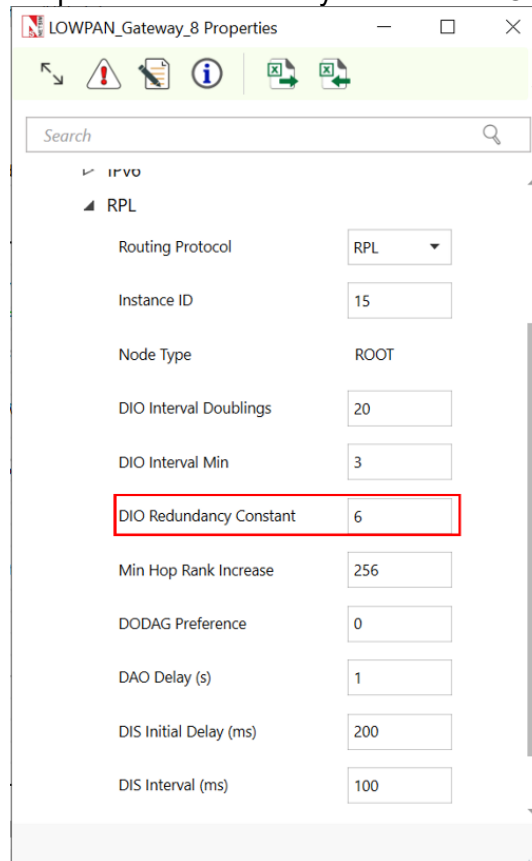 LOWPAN_Gateway_8 Properties
Search
IPv6
RPL
Routing Protocol RPL
Instance ID 15
Node Type ROOT
DIO Interval Doublings 20
DIO Interval Min 3
DIO Redundancy Constant 6
Min Hop Rank Increase 256
DODAG Preference 0
DAO Delay (s) 1
DIS Initial Delay (ms) 200
DIS Interval (ms) 100